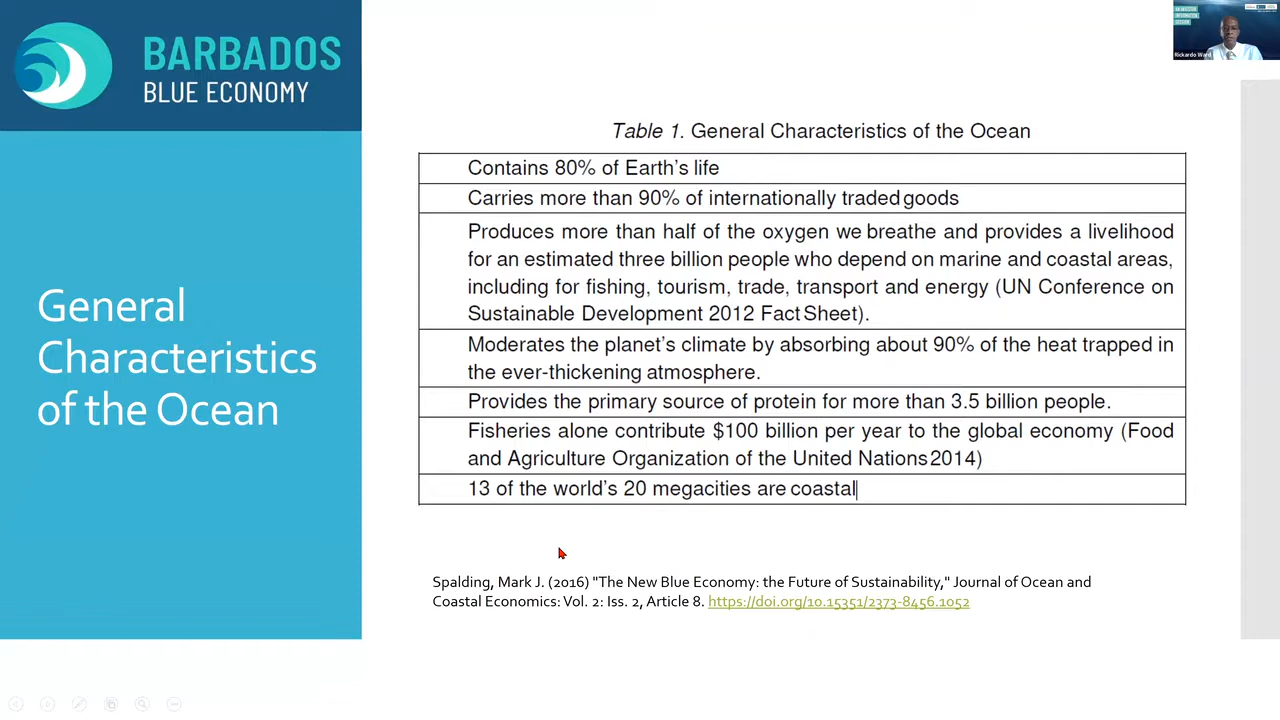 BARBADOS
BLUE ECONOMY
General
Characteristics
of the Ocean
Table 1. General Characteristics of the Ocean
Contains 80% of Earth's life
Carries more than 90% of internationally traded goods
Produces more than half of the oxygen we breathe and provides a livelihood
for an estimated three billion people who depend on marine and coastal areas,
including for fishing, tourism, trade, transport and energy (UN Conference on
Sustainable Development 2012 Fact Sheet).
Moderates the planet's climate by absorbing about 90% of the heat trapped in
the ever-thickening atmosphere.
Provides the primary source of protein for more than 3.5 billion people.
Fisheries alone contribute $100 billion per year to the global economy (Food
and Agriculture Organization of the United Nations 2014)
13 of the world's 20 megacities are coastal
Spalding, Mark J. (2016) "The New Blue Economy: the Future of Sustainability," Journal of Ocean and
Coastal Economics: Vol. 2: Iss. 2, Article 8. https://doi.org/10.15351/2373-8456.1052
AN INVESTOR
INFORMATION
SESSION
Rickardo Ward